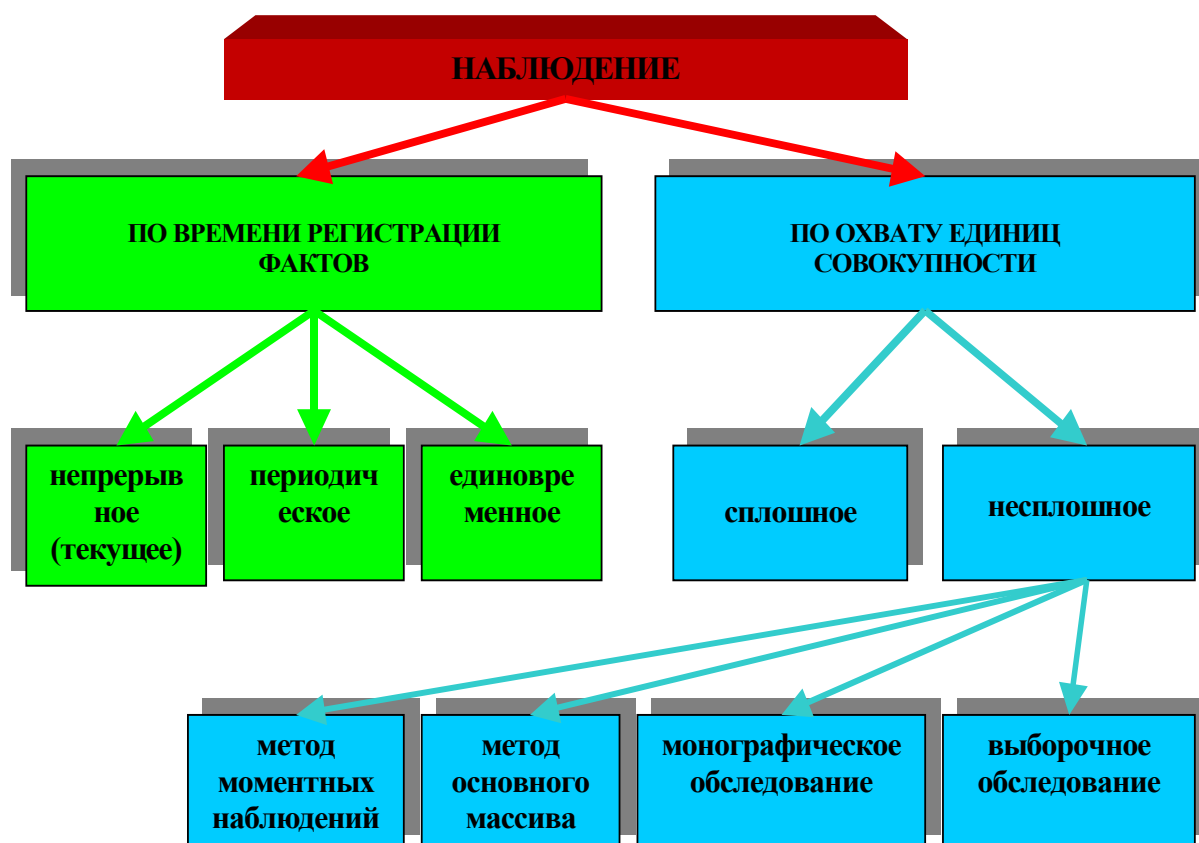 НАБЛЮДЕНИЕ
ПО ВРЕМЕНИ РЕГИСТРАЦИИ
ФАКТОВ
ПО ОХВАТУ ЕДИНИЦ
СОВОКУПНОСТИ
непрерыв
ное
(текущее)
периодич
еское
единовре
менное
сплошное
несплошное
метод
моментных
наблюдений
метод
основного
массива
монографическое
обследование
выборочное
обследование